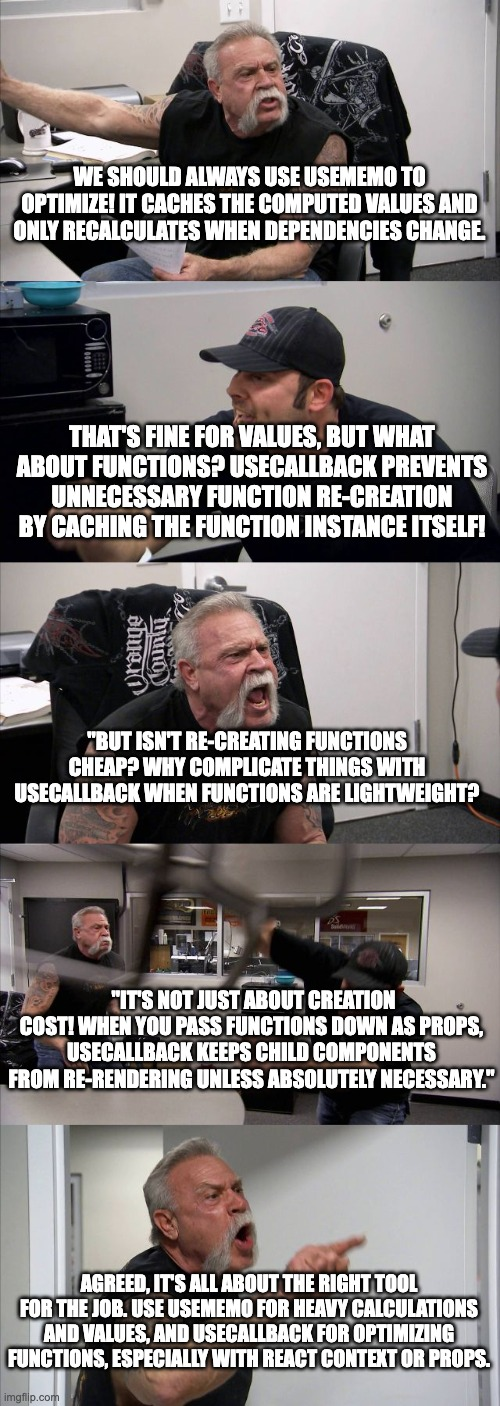 WE SHOULD ALWAYS USE USEMEMO TO
OPTIMIZE! IT CACHES THE COMPUTED VALUES AND
ONLY RECALCULATES WHEN DEPENDENCIES CHANGE.
THAT'S FINE FOR VALUES, BUT WHAT
ABOUT FUNCTIONS? USECALLBACK PREVENTS
UNNECESSARY FUNCTION RE-CREATION
BY CACHING THE FUNCTION INSTANCE ITSELF!
Orange
County
"BUT ISN'T RE-CREATING FUNCTIONS
CHEAP? WHY COMPLICATE THINGS WITH
USECALLBACK WHEN FUNCTIONS ARE LIGHTWEIGHT?
"IT'S NOT JUST ABOUT CREATION
COST! WHEN YOU PASS FUNCTIONS DOWN AS PROPS,
USECALLBACK KEEPS CHILD COMPONENTS
FROM RE-RENDERING UNLESS ABSOLUTELY NECESSARY."
AGREED, IT'S ALL ABOUT THE RIGHT TOOL
FOR THE JOB. USE USEMEMO FOR HEAVY CALCULATIONS
AND VALUES, AND USECALLBACK FOR OPTIMIZING
FUNCTIONS, ESPECIALLY WITH REACT CONTEXT OR PROPS.
imgflip.com